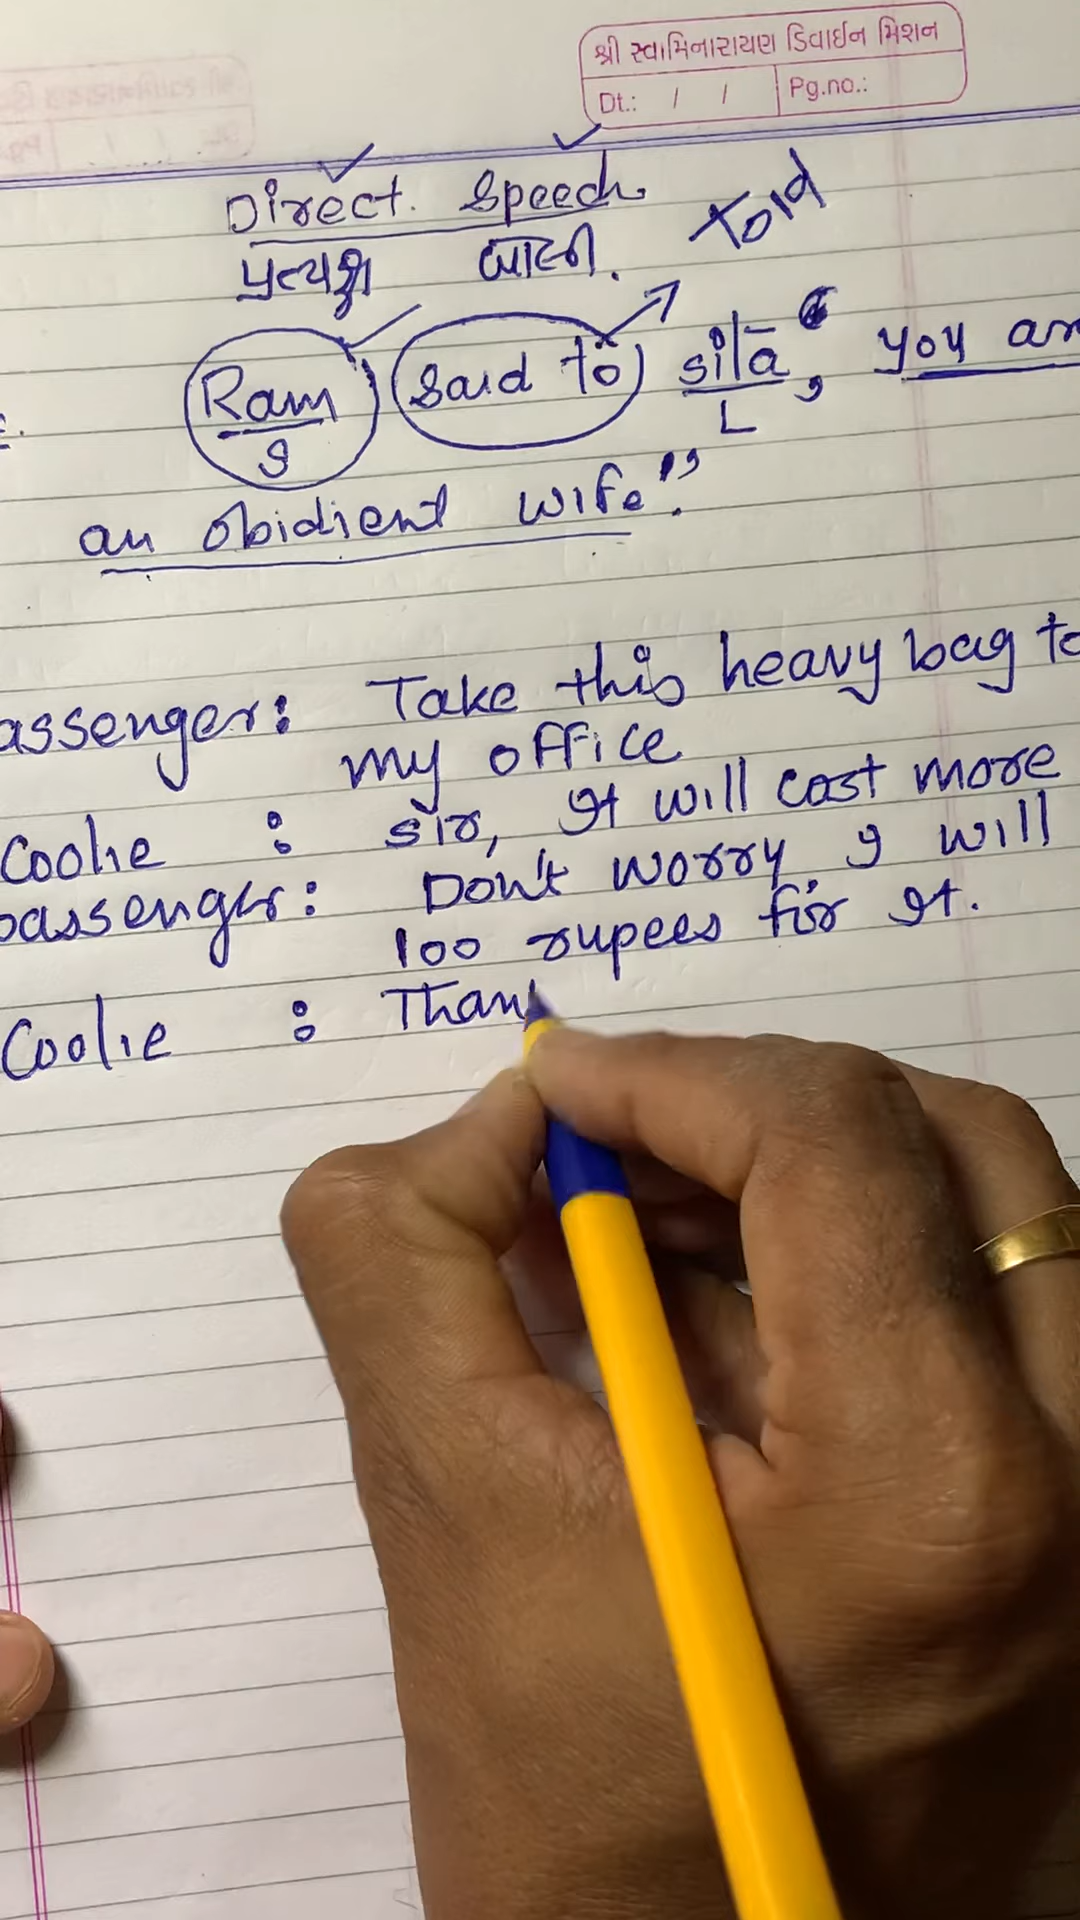 શ્રી સ્વામિનારાયણ ડિવાઈન મિશન
Dt.: / / Pg.no.:
Direct. Speech
પ્રત્યક્ષ
Told
Ram said to sita, " you ar
S L
an obidient wife."
assenger: Take this heavy bag to
my office
Coolie : Sir, It will cost more
passenger: Don't worry I will
100 rupees for It.
Coolie : Than